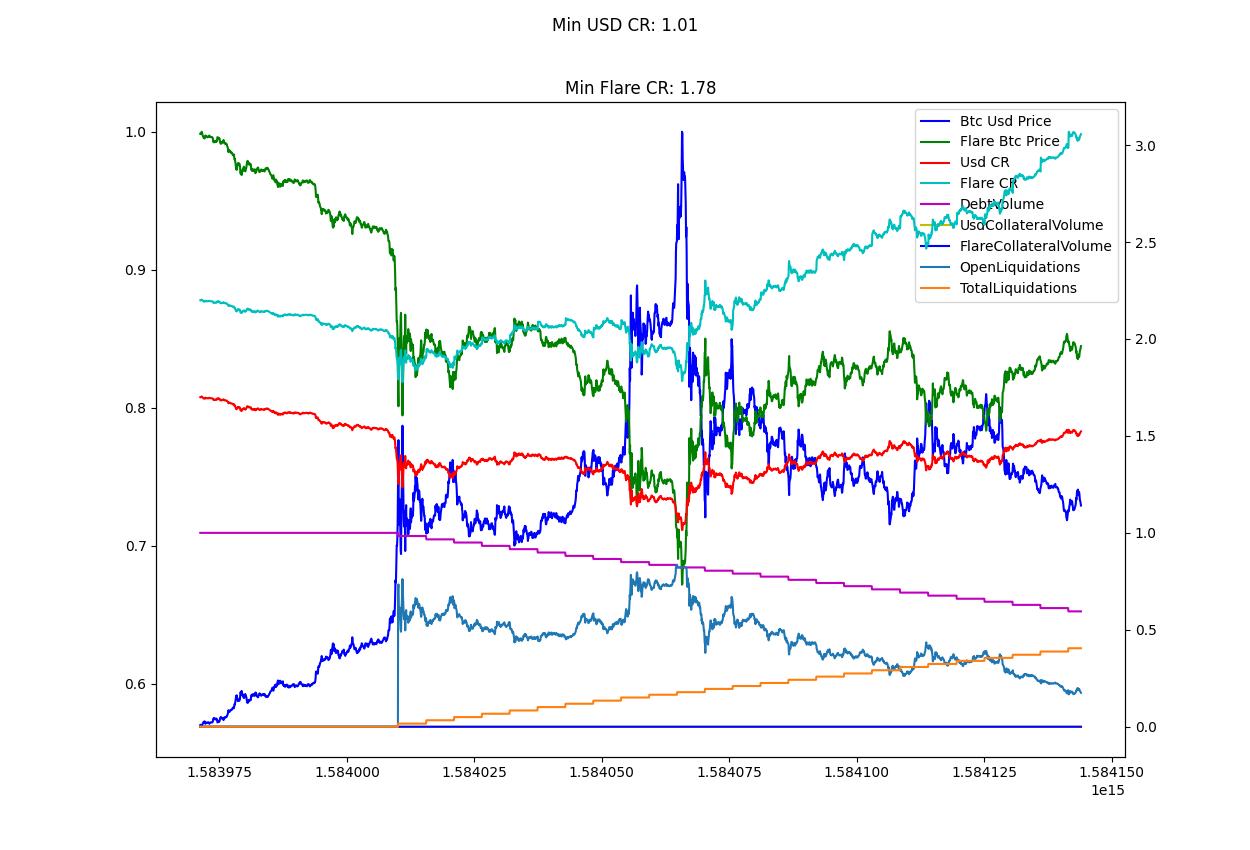 Min USD CR: 1.01
Min Flare CR: 1.78
Btc Usd Price
Flare Btc Price
Usd CR
Flare CR
DebtVolume
UsdCollateralVolume
FlareCollateralVolume
OpenLiquidations
TotalLiquidations
1.0
0.9
0.8
0.7
0.6
3.0
2.5
2.0
1.5
1.0
0.5
0.0
1.583975
1.584000
1.584025
1.584050
1.584075
1.584100
1.584125
1.584150
1e15